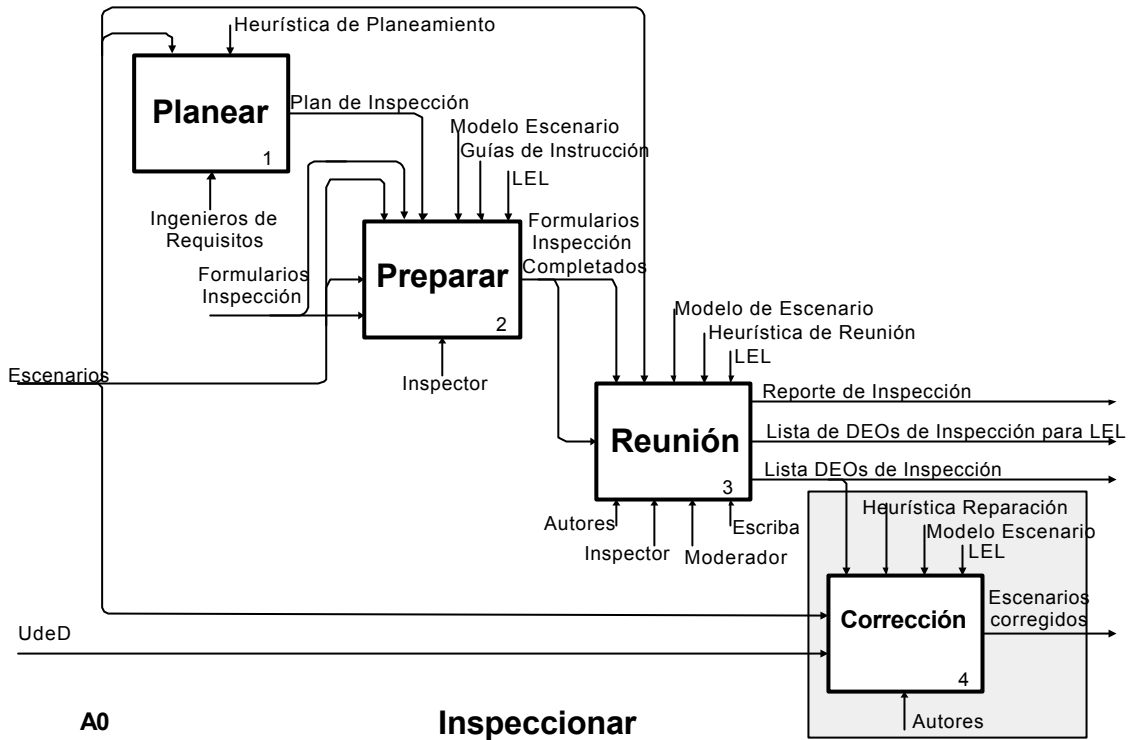 Heurística de Planeamiento
Planear
1
Plan de Inspección
Modelo Escenario
Guías de Instrucción
LEL
Ingenieros de
Requisitos
Formularios
Inspección
Preparar
2
Formularios
Inspección
Completados
Modelo de Escenario
Heurística de Reunión
LEL
Escenarios
Inspector
Reunión
3
Reporte de Inspección
Lista de DEOs de Inspección para LEL
Lista DEOs de Inspección
Autores
Inspector
Moderador
Escriba
Heurística Reparación
Modelo Escenario
LEL
Corrección
4
Escenarios
corregidos
UdeD
Autores
A0
Inspeccionar